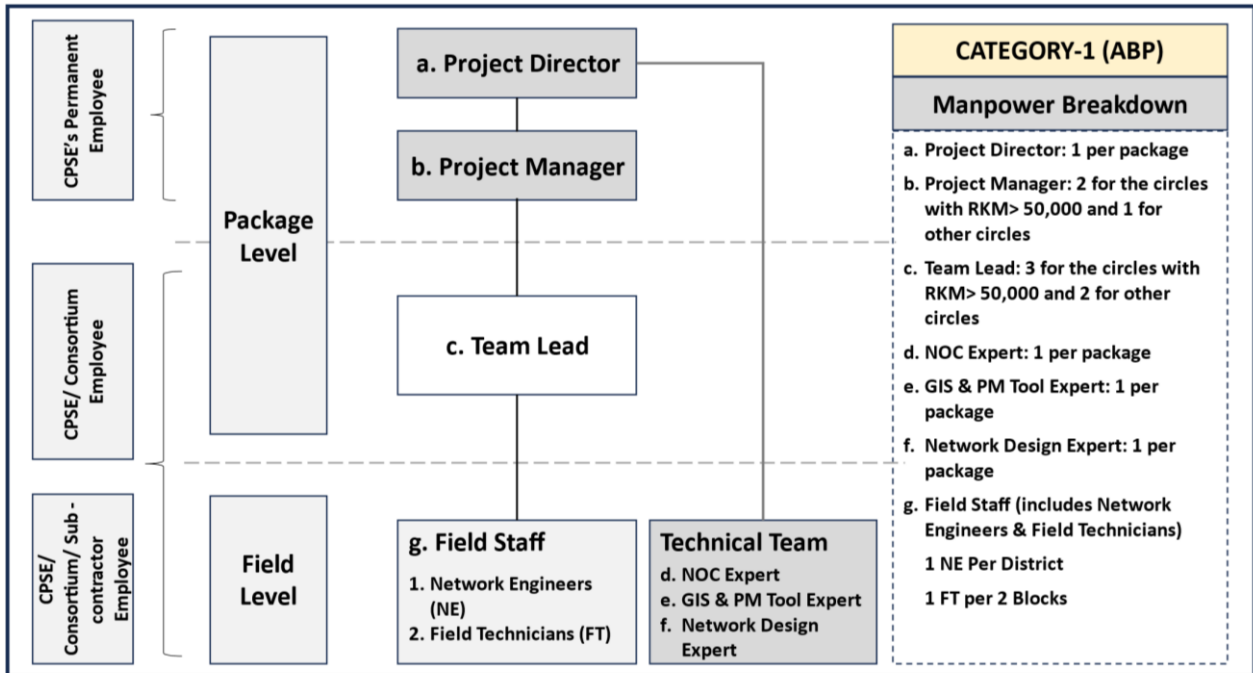 CPSE's Permanent
Employee
CPSE/ Consortium
Employee
CPSE/
Consortium/ Sub -
contractor
Employee
Package
Level
Field
Level
a. Project Director
b. Project Manager
c. Team Lead
g. Field Staff
1. Network Engineers
(NE)
2. Field Technicians (FT)
Technical Team
d. NOC Expert
e. GIS & PM Tool Expert
f. Network Design
Expert
CATEGORY-1 (ABP)
Manpower Breakdown
a. Project Director: 1 per package
b. Project Manager: 2 for the circles
with RKM> 50,000 and 1 for
other circles
c. Team Lead: 3 for the circles with
RKM> 50,000 and 2 for other
circles
d. NOC Expert: 1 per package
e. GIS & PM Tool Expert: 1 per
package
f. Network Design Expert: 1 per
package
g. Field Staff (includes Network
Engineers & Field Technicians)
1 NE Per District
1 FT per 2 Blocks